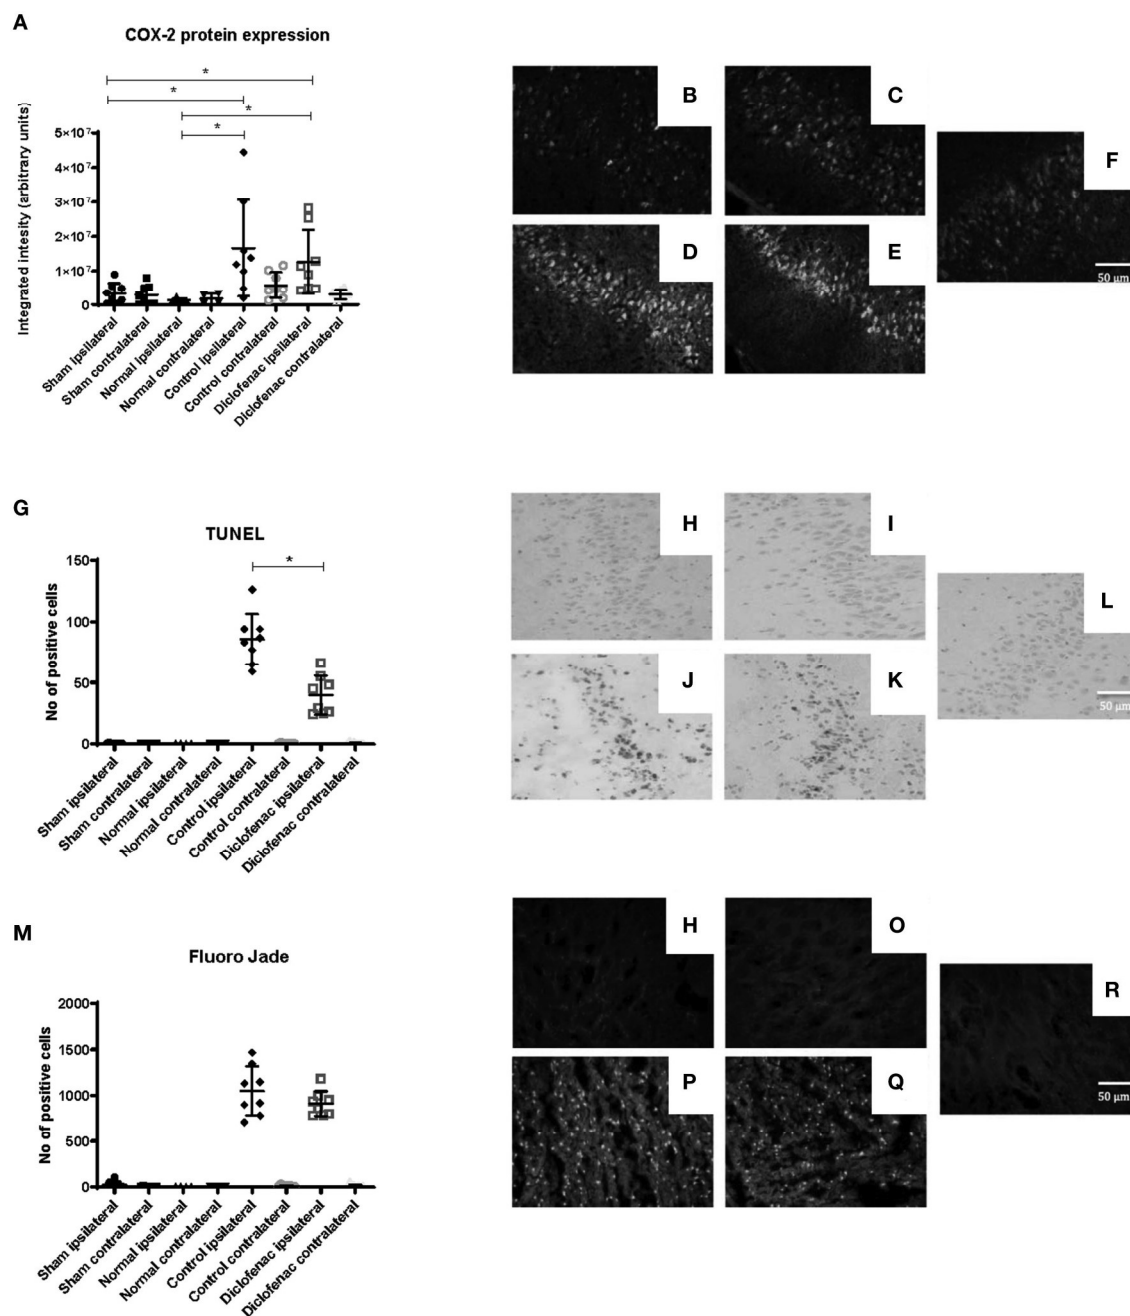 A
COX-2 protein expression
*
*
*
*
Integrated intesity (arbitrary units)
5×10⁷
4×10⁷
3×10⁷
2×10⁷
1×10⁷
0
Sham ipsilateral
Sham contralateral
Normal ipsilateral
Normal contralateral
Control ipsilateral
Control contralateral
Diclofenac ipsilateral
Diclofenac contralateral
B
C
D
E
F
50 µm
G
TUNEL
*
No of positive cells
150
100
50
0
Sham ipsilateral
Sham contralateral
Normal ipsilateral
Normal contralateral
Control ipsilateral
Control contralateral
Diclofenac ipsilateral
Diclofenac contralateral
H
I
J
K
L
50 µm
M
Fluoro Jade
No of positive cells
2000
1500
1000
500
0
Sham ipsilateral
Sham contralateral
Normal ipsilateral
Normal contralateral
Control ipsilateral
Control contralateral
Diclofenac ipsilateral
Diclofenac contralateral
H
O
P
Q
R
50 µm